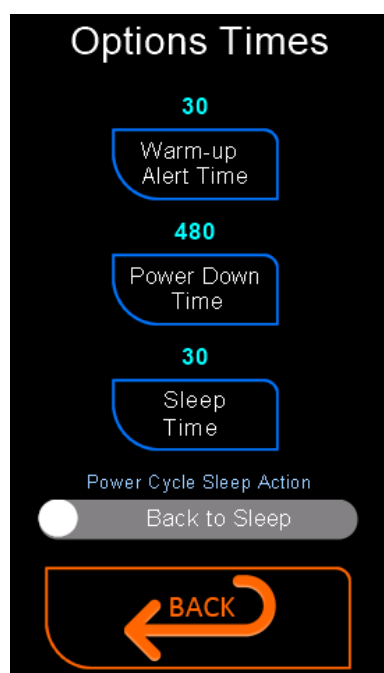 Options Times
30
Warm-up
Alert Time
480
Power Down
Time
30
Sleep
Time
Power Cycle Sleep Action
Back to Sleep
BACK